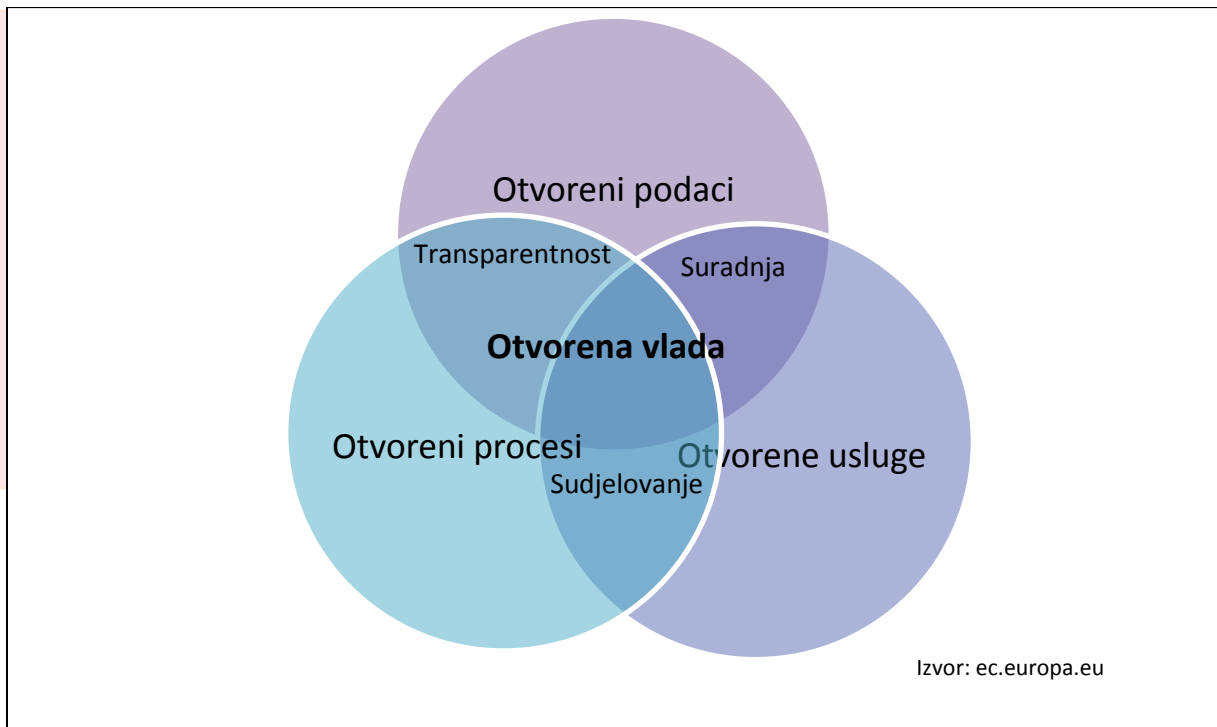 Otvoreni podaci
Transparentnost
Suradnja
Otvorena vlada
Otvoreni procesi
Otvorene usluge
Sudjelovanje
Izvor: ec.europa.eu